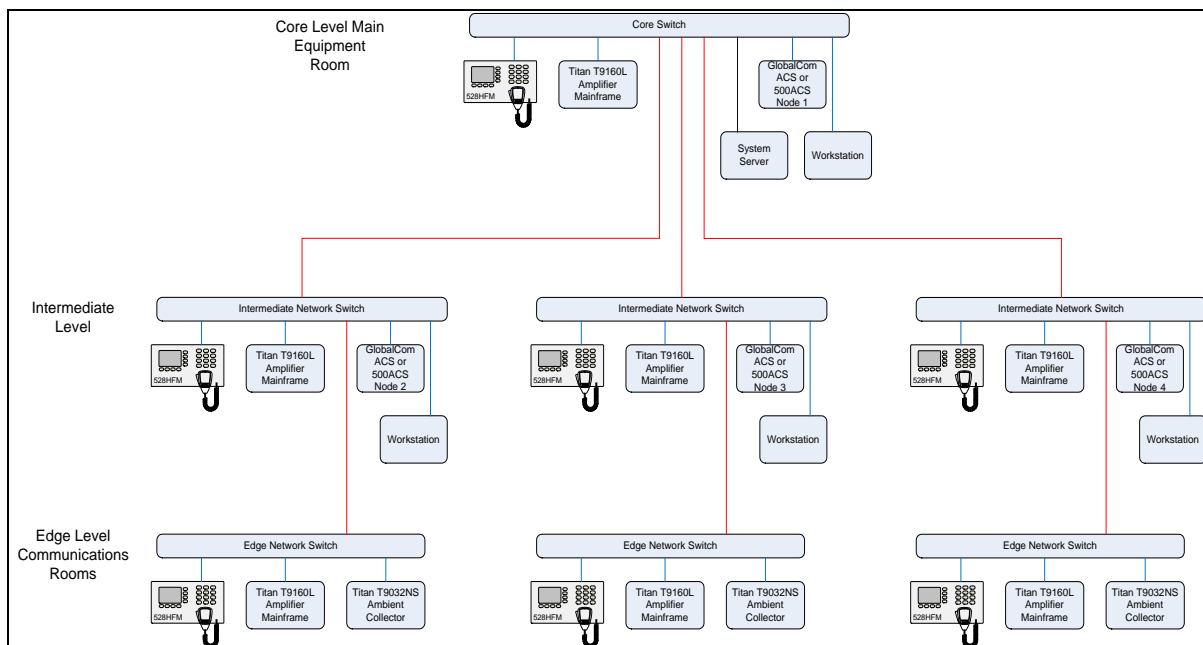 Core Level Main
Equipment
Room
Core Switch
528HFM
Titan T9160L
Amplifier
Mainframe
GlobalCom
ACS or
500ACS
Node 1
System
Server
Workstation
Intermediate
Level
Intermediate Network Switch
528HFM
Titan T9160L
Amplifier
Mainframe
GlobalCom
ACS or
500ACS
Node 2
Workstation
Intermediate Network Switch
528HFM
Titan T9160L
Amplifier
Mainframe
GlobalCom
ACS or
500ACS
Node 3
Workstation
Intermediate Network Switch
528HFM
Titan T9160L
Amplifier
Mainframe
GlobalCom
ACS or
500ACS
Node 4
Workstation
Edge Level
Communications
Rooms
Edge Network Switch
528HFM
Titan T9160L
Amplifier
Mainframe
Titan T9032NS
Ambient
Collector
Edge Network Switch
528HFM
Titan T9160L
Amplifier
Mainframe
Titan T9032NS
Ambient
Collector
Edge Network Switch
528HFM
Titan T9160L
Amplifier
Mainframe
Titan T9032NS
Ambient
Collector